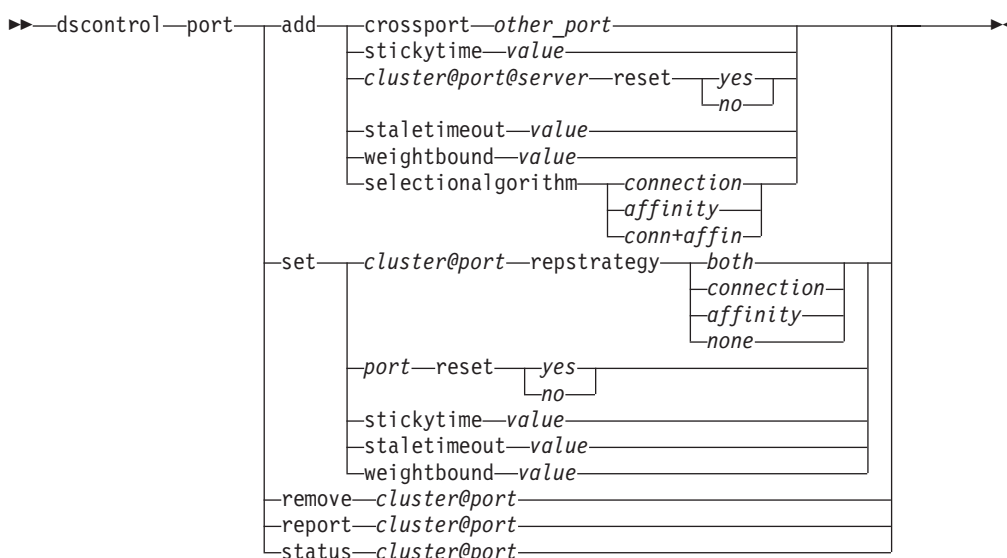 dscontrol port add crossport other_port
stickytime value
cluster@port@server reset yes
no
staletimeout value
weightbound value
selectionalgorithm connection
affinity
conn+affin
set cluster@port repstrategy both
connection
affinity
none
port reset yes
no
stickytime value
staletimeout value
weightbound value
remove cluster@port
report cluster@port
status cluster@port